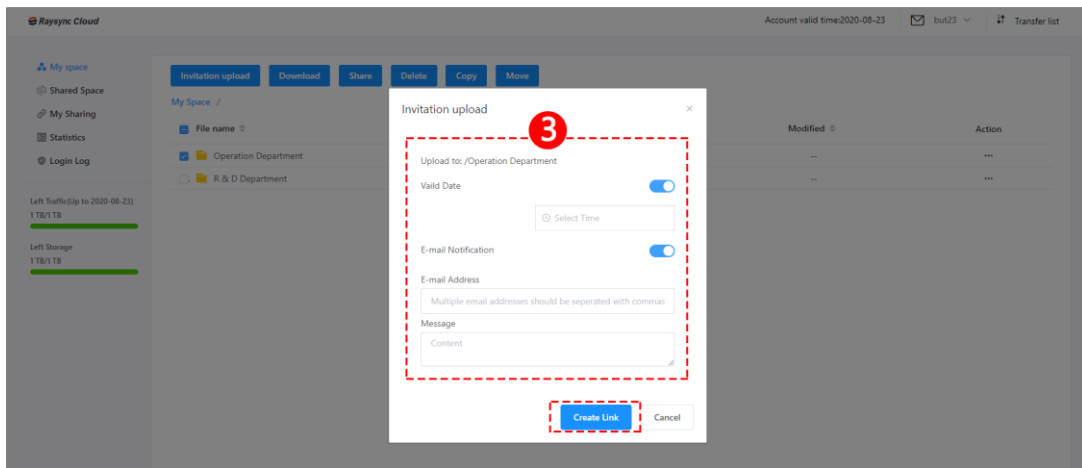 Raysync Cloud
Account valid time:2020-08-23
but23
Transfer list
My space
Shared Space
My Sharing
Statistics
Login Log
Left Traffic(Up to 2020-08-23)
1 TB/1 TB
Left Storage
1 TB/1 TB
Invitation upload Download Share Delete Copy Move
My Space /
File name Modified Action
Operation Department -- ···
R & D Department -- ···
Invitation upload ×
3
Upload to: /Operation Department
Vaild Date
Select Time
E-mail Notification
E-mail Address
Multiple email addresses should be seperated with commas
Message
Content
Create Link Cancel